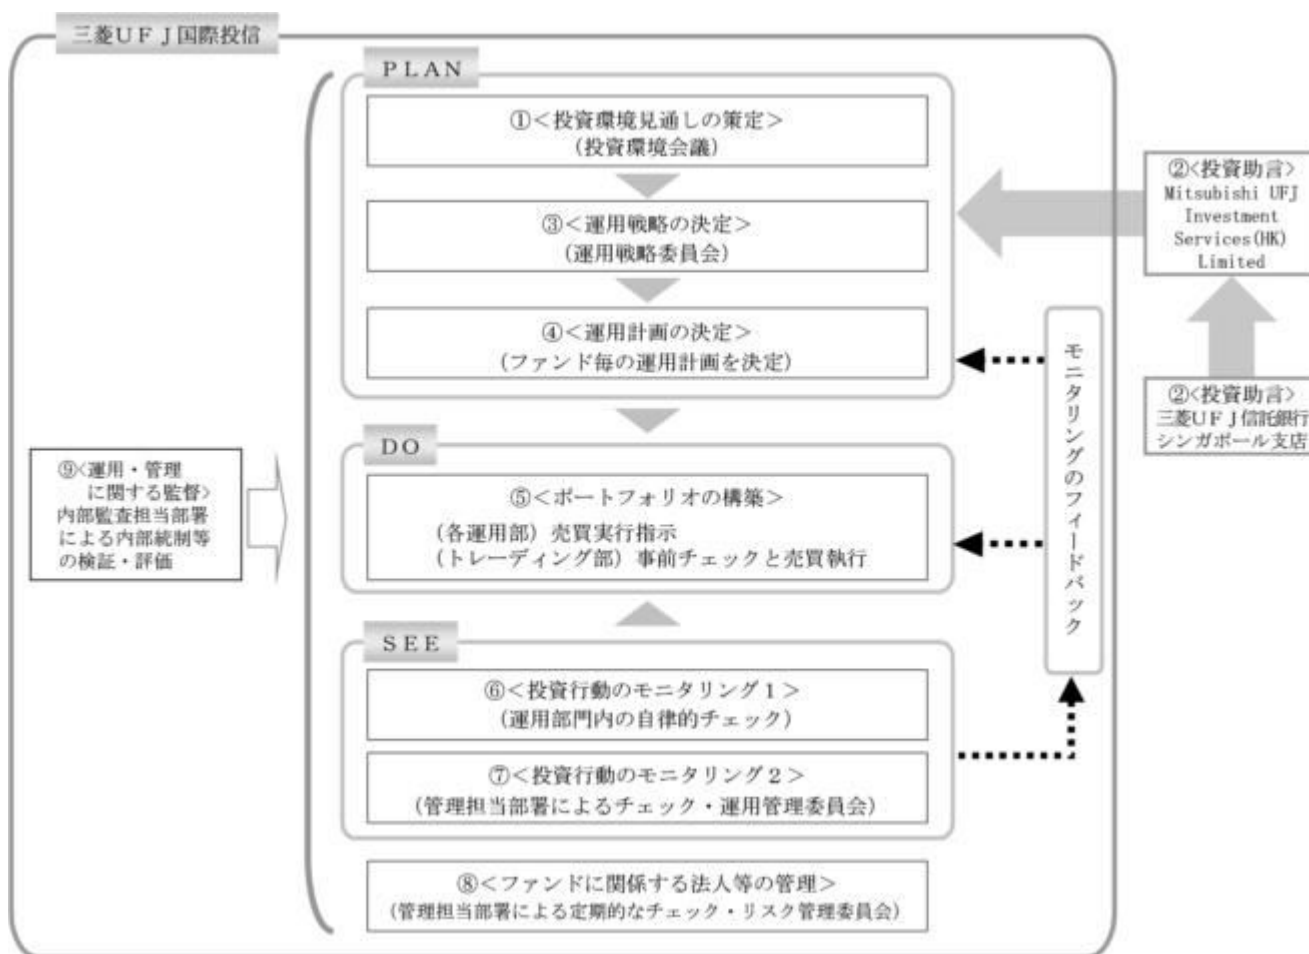 三菱ＵＦＪ国際投信
ＰＬＡＮ
①＜投資環境見通しの策定＞
（投資環境会議）
③＜運用戦略の決定＞
（運用戦略委員会）
④＜運用計画の決定＞
（ファンド毎の運用計画を決定）
②<投資助言>
Mitsubishi UFJ
Investment
Services(HK)
Limited
②<投資助言>
三菱ＵＦＪ信託銀行
シンガポール支店
モニタリングのフィードバック
ＤＯ
⑤＜ポートフォリオの構築＞
（各運用部）売買実行指示
（トレーディング部）事前チェックと売買執行
⑨<運用・管理
に関する監督>
内部監査担当部署
による内部統制等
の検証・評価
ＳＥＥ
⑥＜投資行動のモニタリング１＞
（運用部門内の自律的チェック）
⑦＜投資行動のモニタリング２＞
（管理担当部署によるチェック・運用管理委員会）
⑧＜ファンドに関係する法人等の管理＞
（管理担当部署による定期的なチェック・リスク管理委員会）